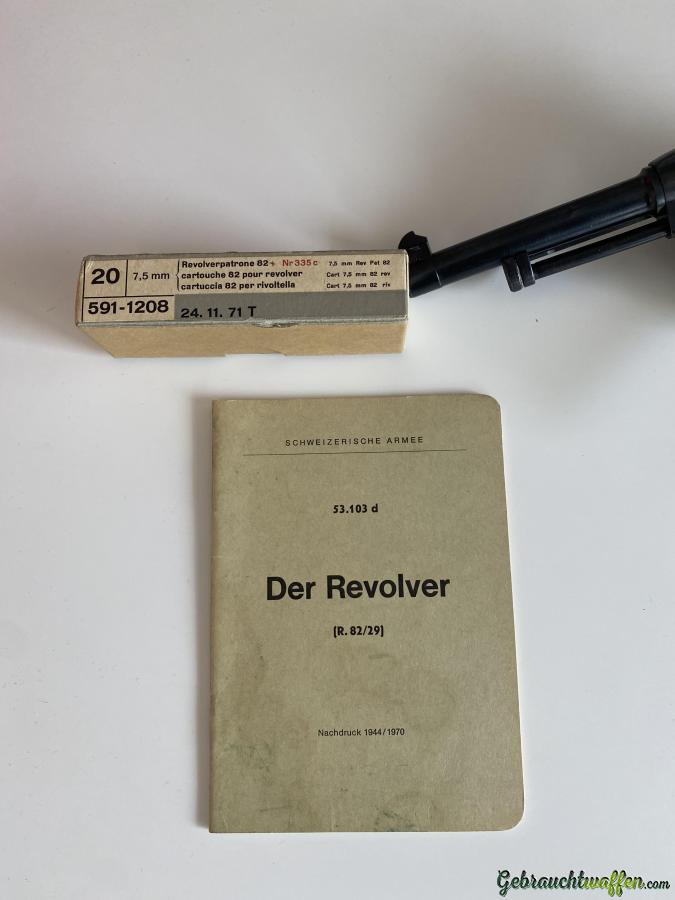 20
7,5 mm
Revolverpatrone 82+ Nr335c 7,5 mm Rev Pat 82
cartouche 82 pour revolver Cart 7,5 mm 82 rev
cartuccia 82 per rivoltella Cart 7,5 mm 82 riv
591-1208
24. 11. 71 T
SCHWEIZERISCHE ARMEE
53.103 d
Der Revolver
(R. 82/29)
Nachdruck 1944/1970
Gebrauchtwaffen.com